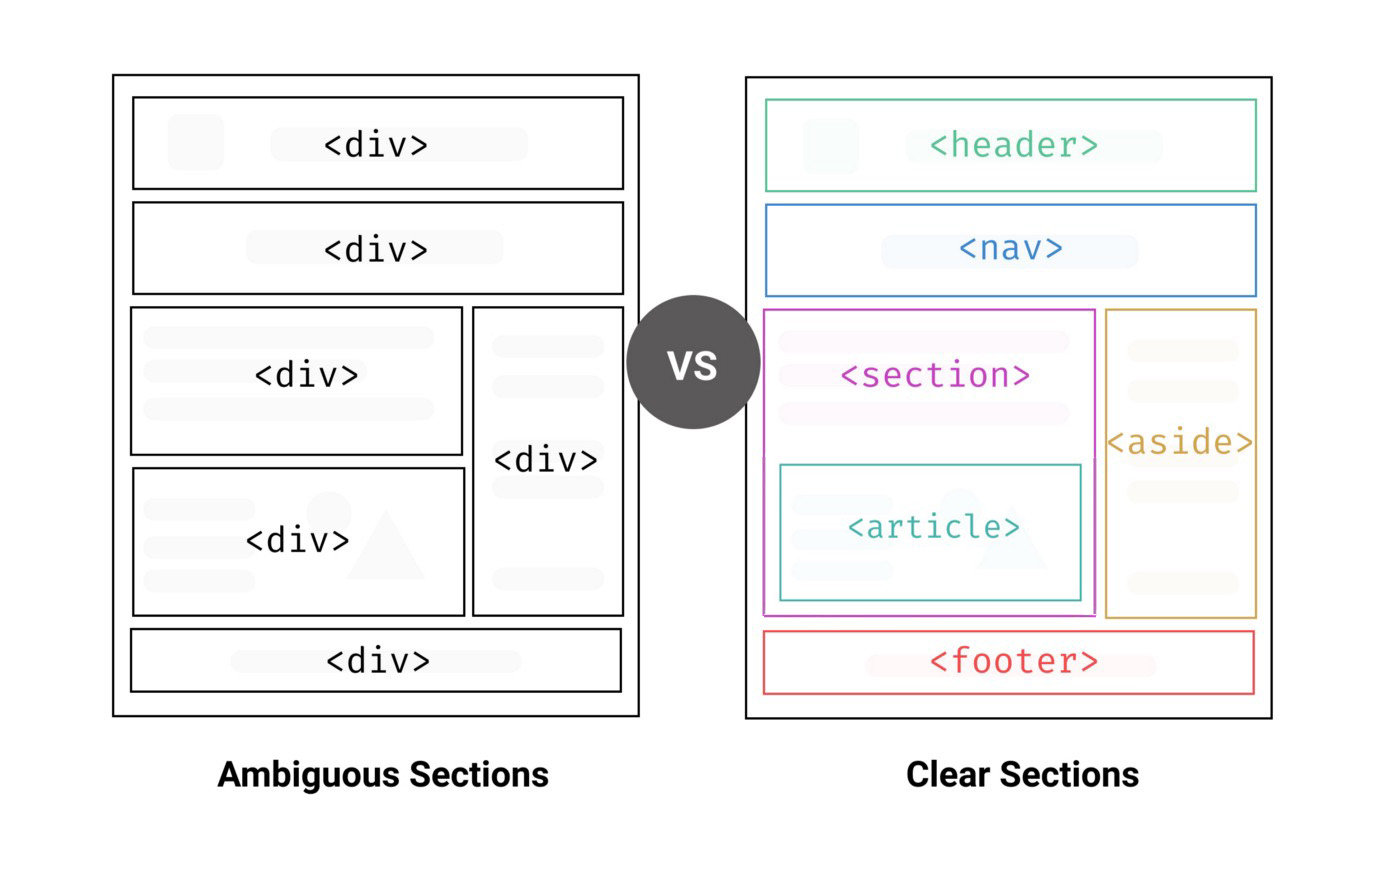 <div>
<div>
<div>
<div>
<div>
<div>
Ambiguous Sections
VS
<header>
<nav>
<section>
<aside>
<article>
<footer>
Clear Sections